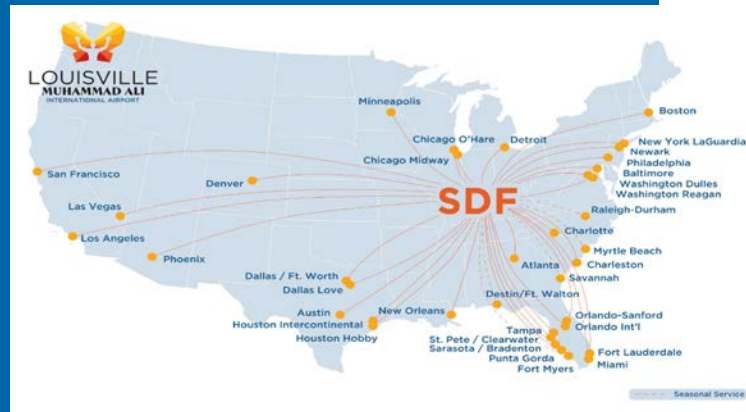 LOUISVILLE
MUHAMMAD ALI
INTERNATIONAL AIRPORT
Minneapolis
Boston
Chicago O'Hare
Detroit
New York LaGuardia
Newark
Chicago Midway
Philadelphia
Baltimore
San Francisco
Denver
Washington Dulles
Washington Reagan
SDF
Las Vegas
Raleigh-Durham
Los Angeles
Charlotte
Phoenix
Myrtle Beach
Atlanta
Charleston
Dallas / Ft. Worth
Savannah
Dallas Love
Destin/Ft. Walton
Austin
New Orleans
Orlando-Sanford
Houston Intercontinental
Orlando Int'l
Houston Hobby
Tampa
St. Pete / Clearwater
Sarasota / Bradenton
Fort Lauderdale
Punta Gorda
Miami
Fort Myers
Seasonal Service